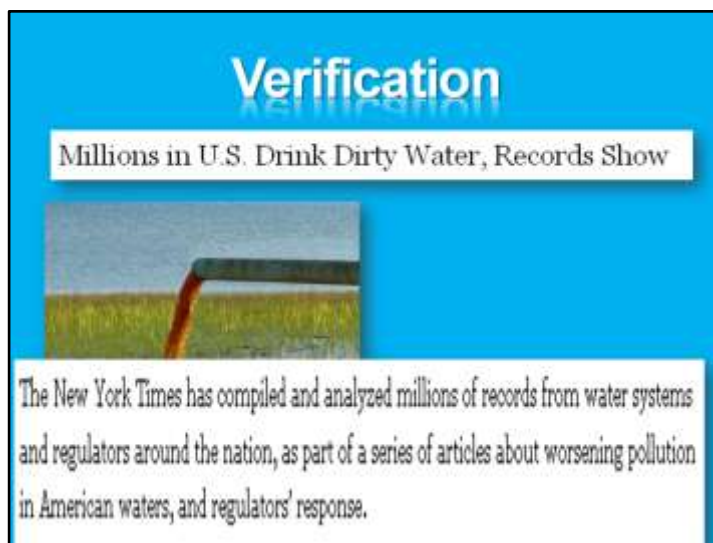 Verification
Millions in U.S. Drink Dirty Water, Records Show
The New York Times has compiled and analyzed millions of records from water systems
and regulators around the nation, as part of a series of articles about worsening pollution
in American waters, and regulators' response.